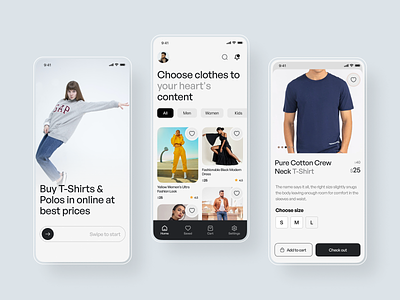 9:41
GAP
Buy T-Shirts &
Polos in online at
best prices
Swipe to start
9:41
Choose clothes to
your heart's
content
All
Men
Women
Kids
Yellow Women's Ultra
Fashion Look
Fashionable Black Modern
Dress
Home
Saved
Cart
Settings
9:41
Pure Cotton Crew
Neck T-Shirt
$25
The name says it all, the right size slightly snugs
the body leaving enough room for comfort in the
sleeves and waist.
Choose size
S
M
L
Add to cart
Check out